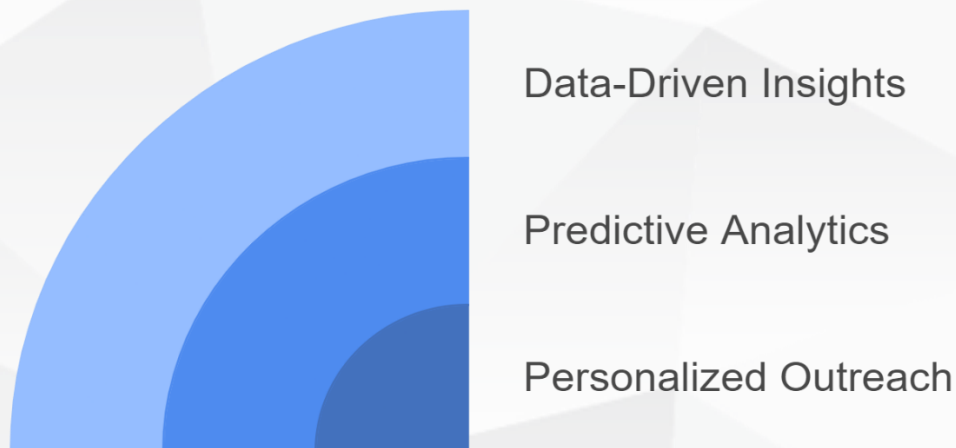 Data-Driven Insights
Predictive Analytics
Personalized Outreach